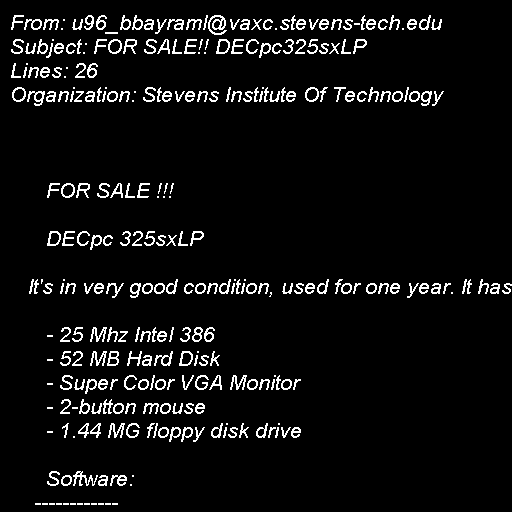 From: u96_bbayraml@vaxc.stevens-tech.edu
Subject: FOR SALE!! DECpc325sxLP
Lines: 26
Organization: Stevens Institute Of Technology
FOR SALE !!!
DECpc 325sxLP
It's in very good condition, used for one year. It has
- 25 Mhz Intel 386
- 52 MB Hard Disk
- Super Color VGA Monitor
- 2-button mouse
- 1.44 MG floppy disk drive
Software:
------------